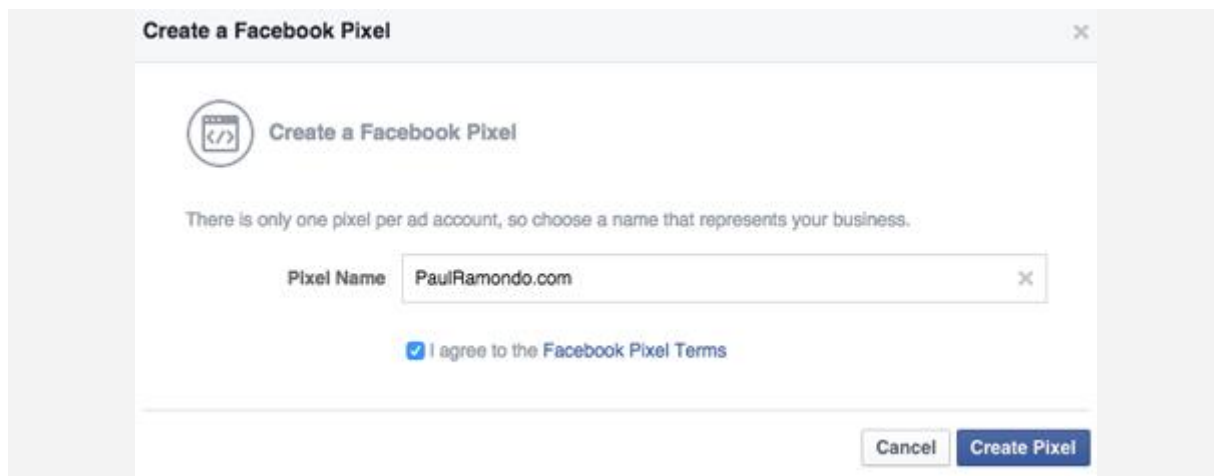 Create a Facebook Pixel
Create a Facebook Pixel
There is only one pixel per ad account, so choose a name that represents your business.
Pixel Name PaulRamondo.com
I agree to the Facebook Pixel Terms
Cancel Create Pixel